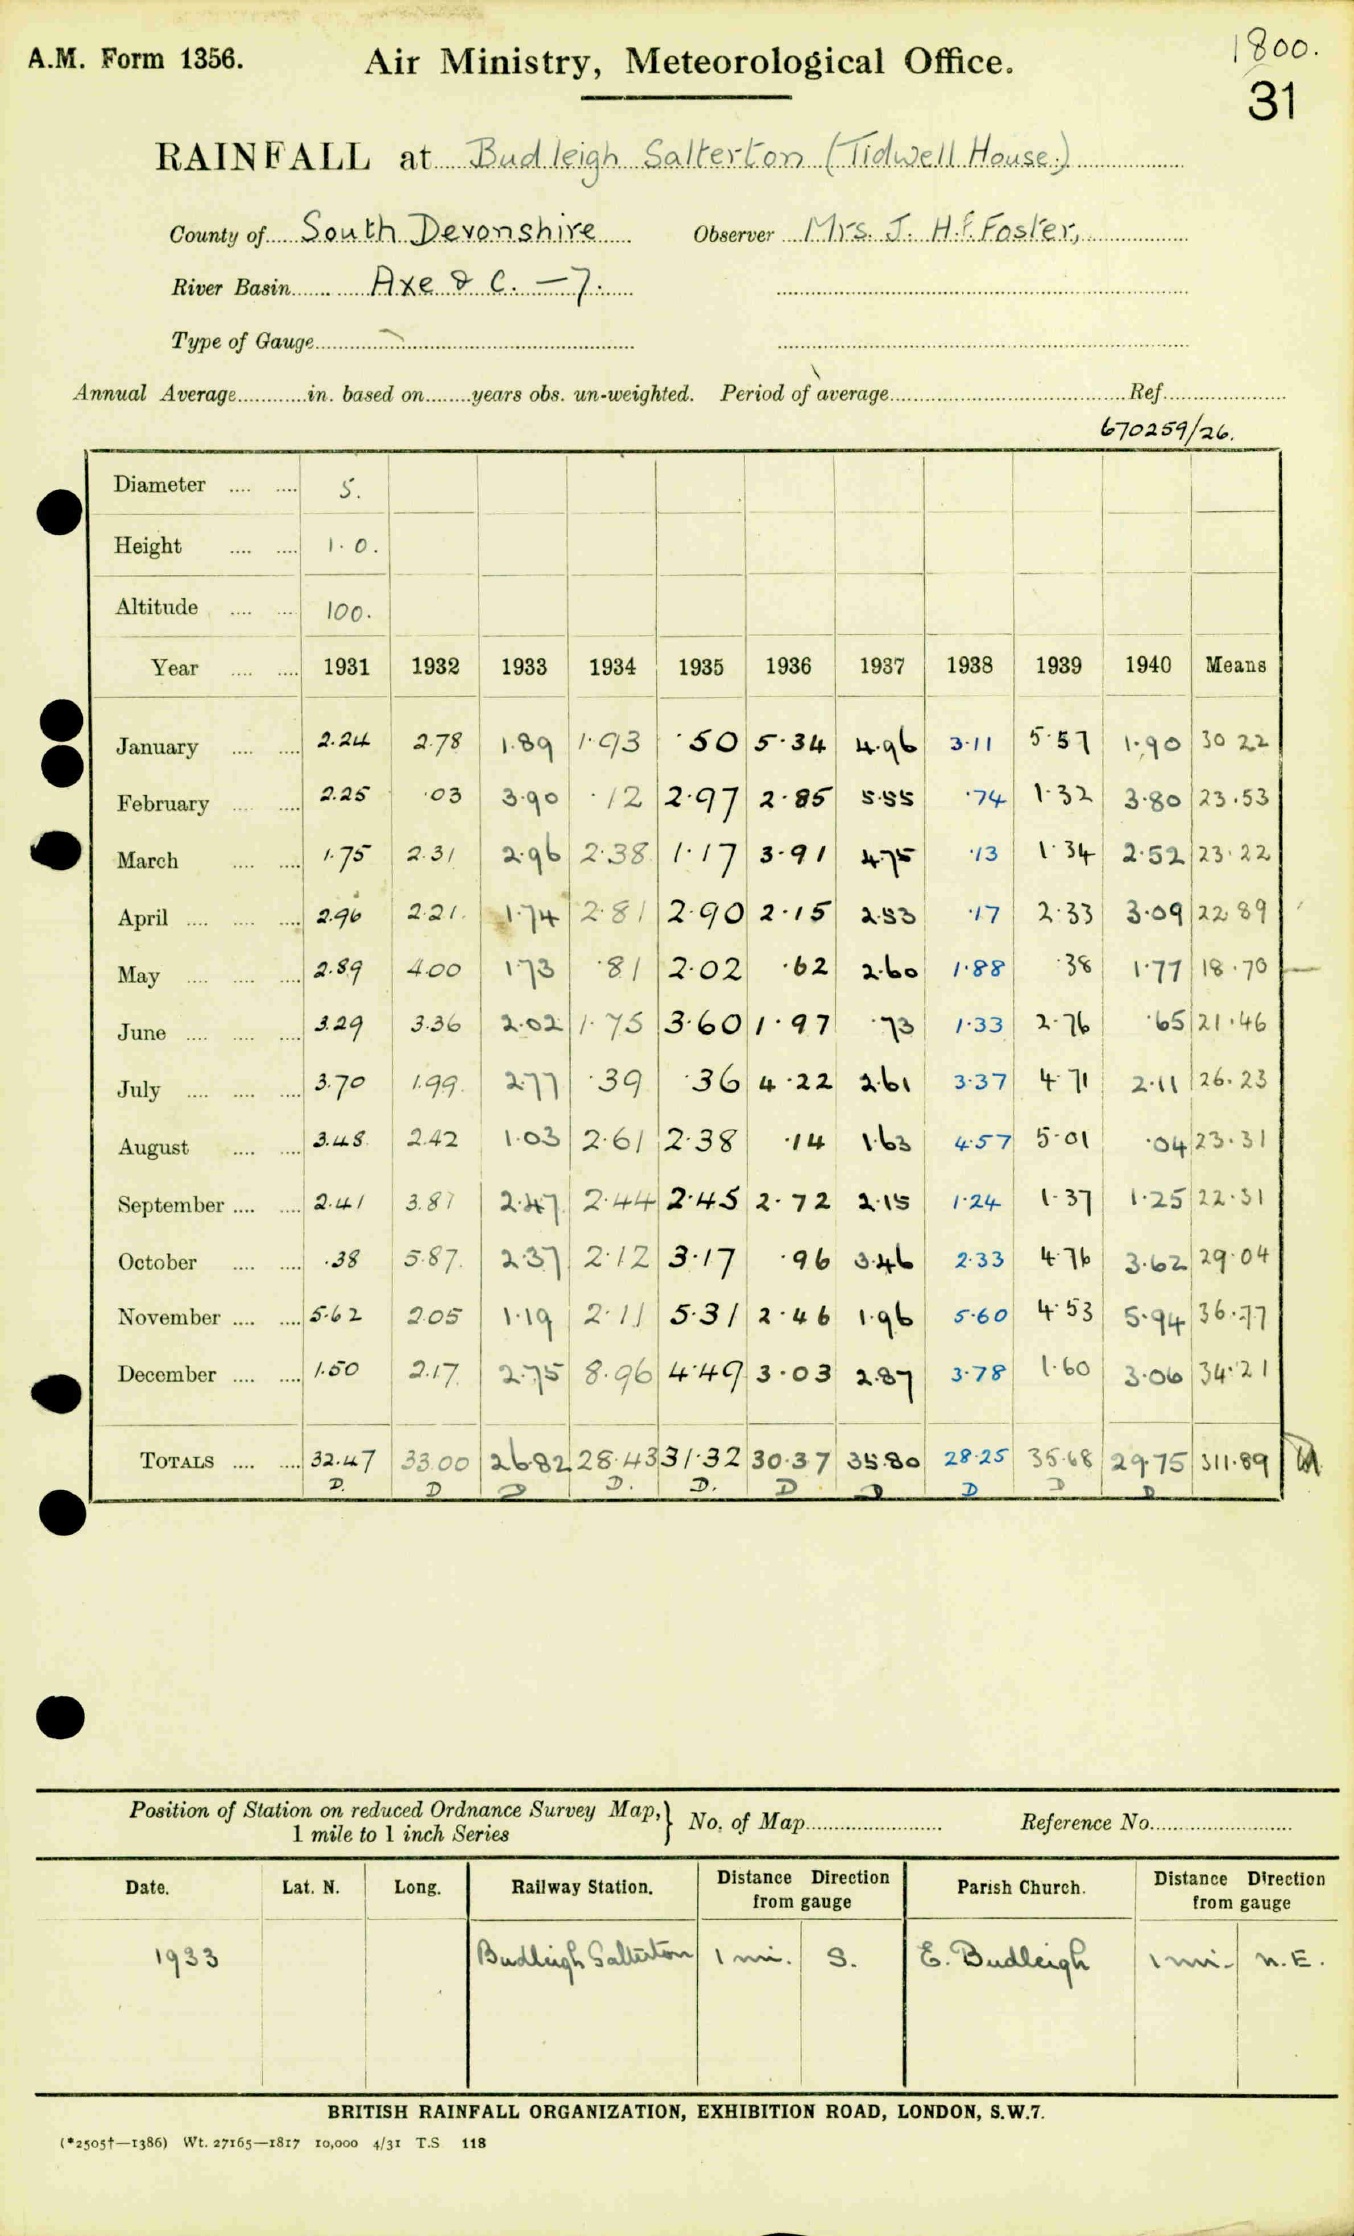 1800.
A.M. Form 1356. Air Ministry, Meteorological Office.
31
RAINFALL at Budleigh Salterton (Tidwell House.)
County of South Devonshire Observer Mrs. J. H.F. Foster,
River Basin Axe & C. — 7.
Type of Gauge
Annual Average in. based on years obs. un-weighted. Period of average Ref.
670259/26.
Diameter 5.
Height 1.0.
Altitude 100.
Year 1931 1932 1933 1934 1935 1936 1937 1938 1939 1940 Means
January 2.24 2.78 1.89 1.93 .50 5.34 4.96 3.11 5.57 1.90 30 22
February 2.25 .03 3.90 .12 2.97 2.85 5.55 .74 1.32 3.80 23.53
March 1.75 2.31 2.96 2.38 1.17 3.91 4.75 .13 1.34 2.52 23.22
April 2.96 2.21. 1.74 2.81 2.90 2.15 2.53 .17 2.33 3.09 22 89
May 2.89 4.00 1.73 .81 2.02 .62 2.60 1.88 .38 1.77 18.70
June 3.29 3.36 2.02 1.75 3.60 1.97 .73 1.33 2.76 .65 21.46
July 3.70 1.99. 2.77 .39 .36 4.22 2.61 3.37 4.71 2.11 26.23
August 3.48 2.42 1.03 2.61 2.38 .14 1.63 4.57 5.01 .04 23.31
September 2.41 3.81 2.47 2.44 2.45 2.72 2.15 1.24 1.37 1.25 22.31
October .38 5.87. 2.37 2.12 3.17 .96 3.46 2.33 4.76 3.62 29.04
November 5.62 2.05 1.19 2.11 5.31 2.46 1.96 5.60 4.53 5.94 36.77
December 1.50 2.17. 2.75 8.96 4.49 3.03 2.87 3.78 1.60 3.06 34.21
TOTALS 32.47 33.00 26.82 28.43 31.32 30.37 35.80 28.25 35.68 29.75 311.89
D. D D D. D. D D D D D
Position of Station on reduced Ordnance Survey Map, } No. of Map Reference No.
1 mile to 1 inch Series
Date. Lat. N. Long. Railway Station. Distance Direction from gauge Parish Church. Distance Direction from gauge
1933 Budleigh Salterton 1 mi. S. E. Budleigh 1 mi. N.E.
BRITISH RAINFALL ORGANIZATION, EXHIBITION ROAD, LONDON, S.W.7.
(*2505†—1386) Wt. 27165—1817 10,000 4/31 T.S 118